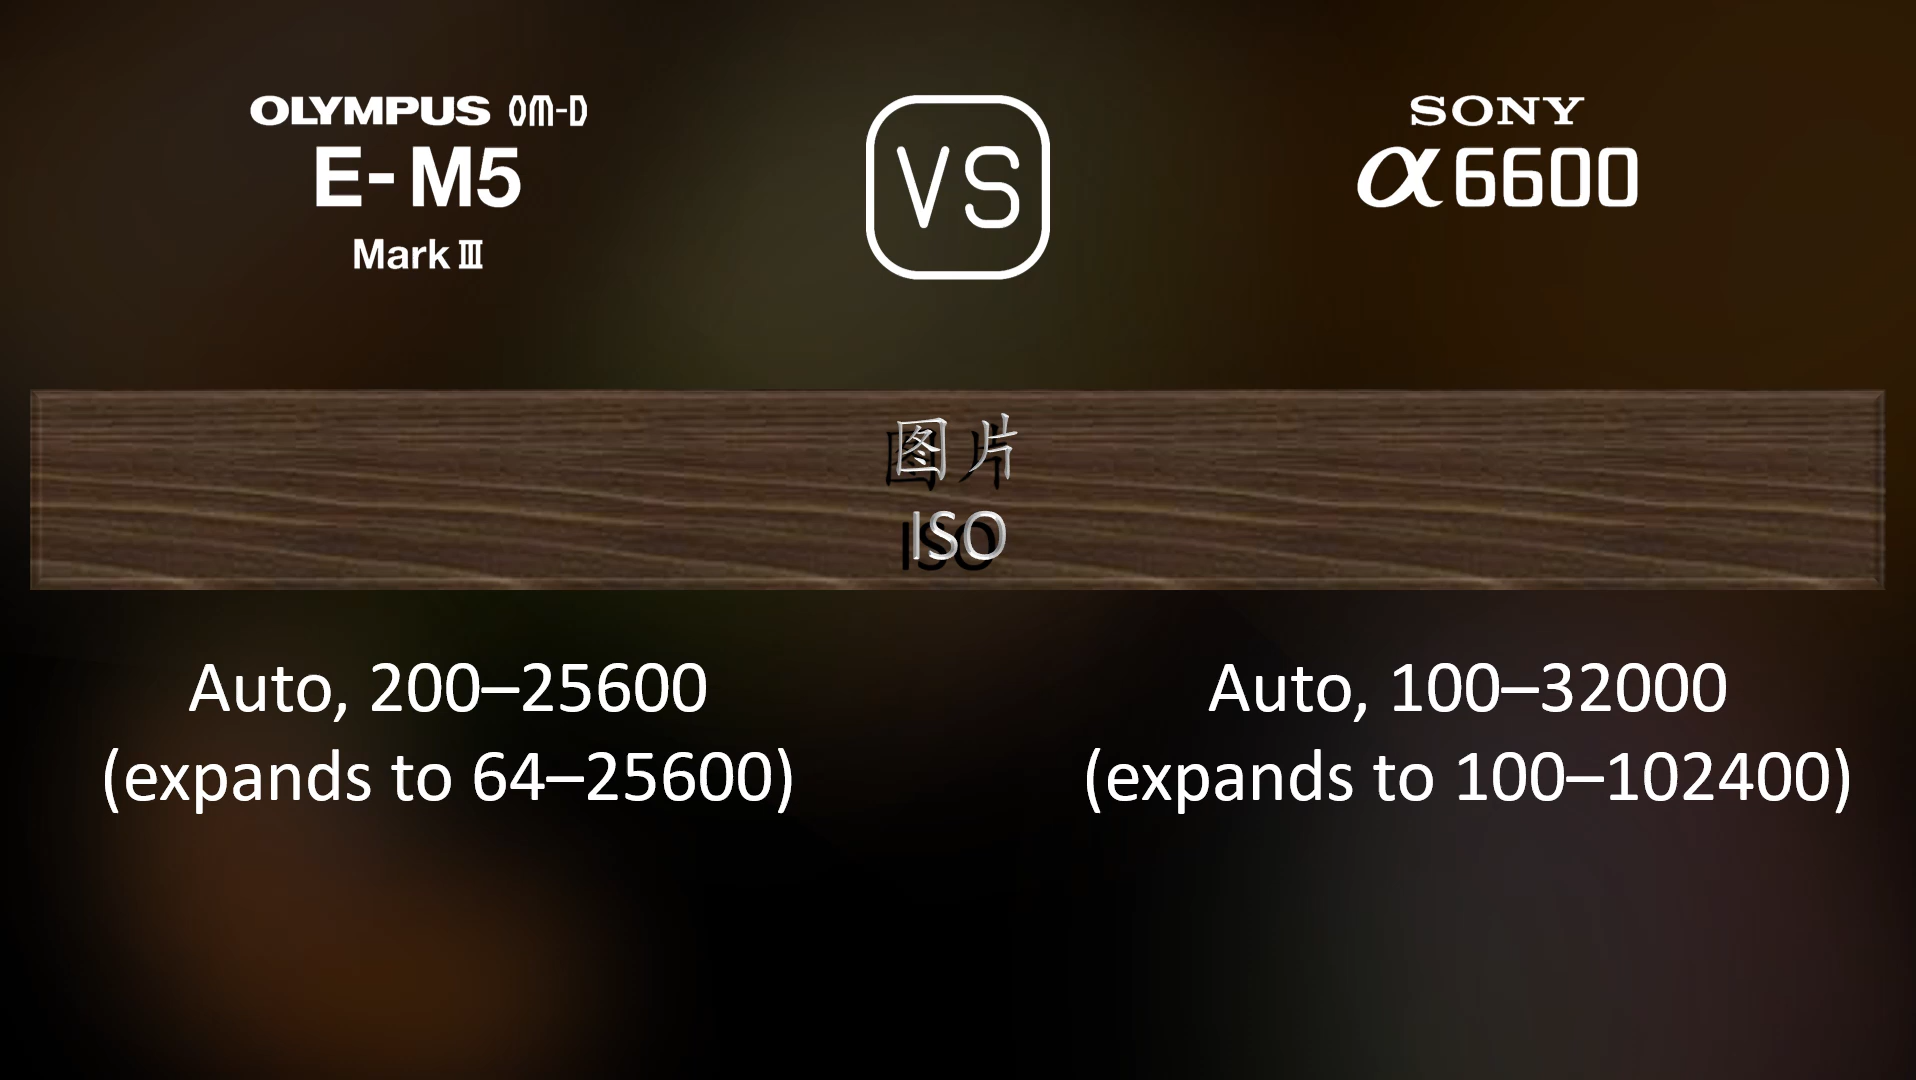 OLYMPUS OM-D
E-M5
Mark III
VS
SONY
α6600
图片
ISO
Auto, 200–25600
(expands to 64–25600)
Auto, 100–32000
(expands to 100–102400)